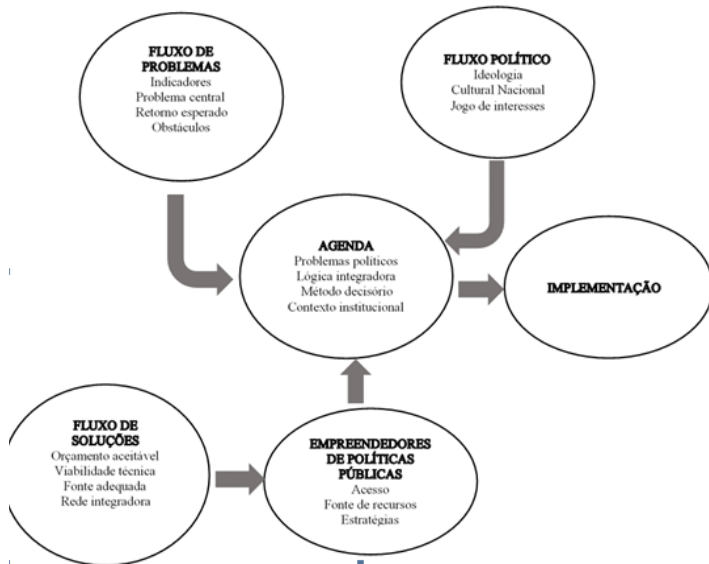 FLUXO DE
PROBLEMAS
Indicadores
Problema central
Retorno esperado
Obstáculos
FLUXO POLÍTICO
Ideologia
Cultural Nacional
Jogo de interesses
AGENDA
Problemas políticos
Lógica integradora
Método decisório
Contexto institucional
IMPLEMENTAÇÃO
FLUXO DE
SOLUÇÕES
Orçamento aceitável
Viabilidade técnica
Fonte adequada
Rede integradora
EMPREENDEDORES
DE POLÍTICAS
PÚBLICAS
Acesso
Fonte de recursos
Estratégias